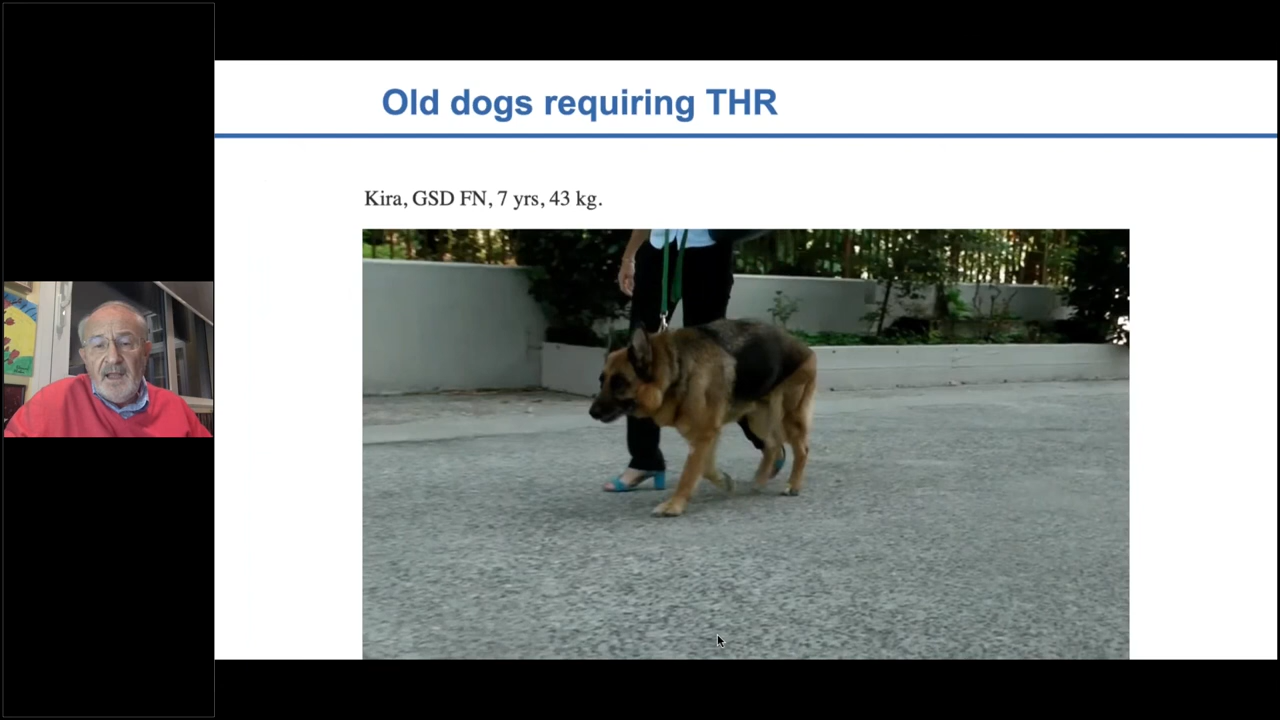 Old dogs requiring THR
Kira, GSD FN, 7 yrs, 43 kg.